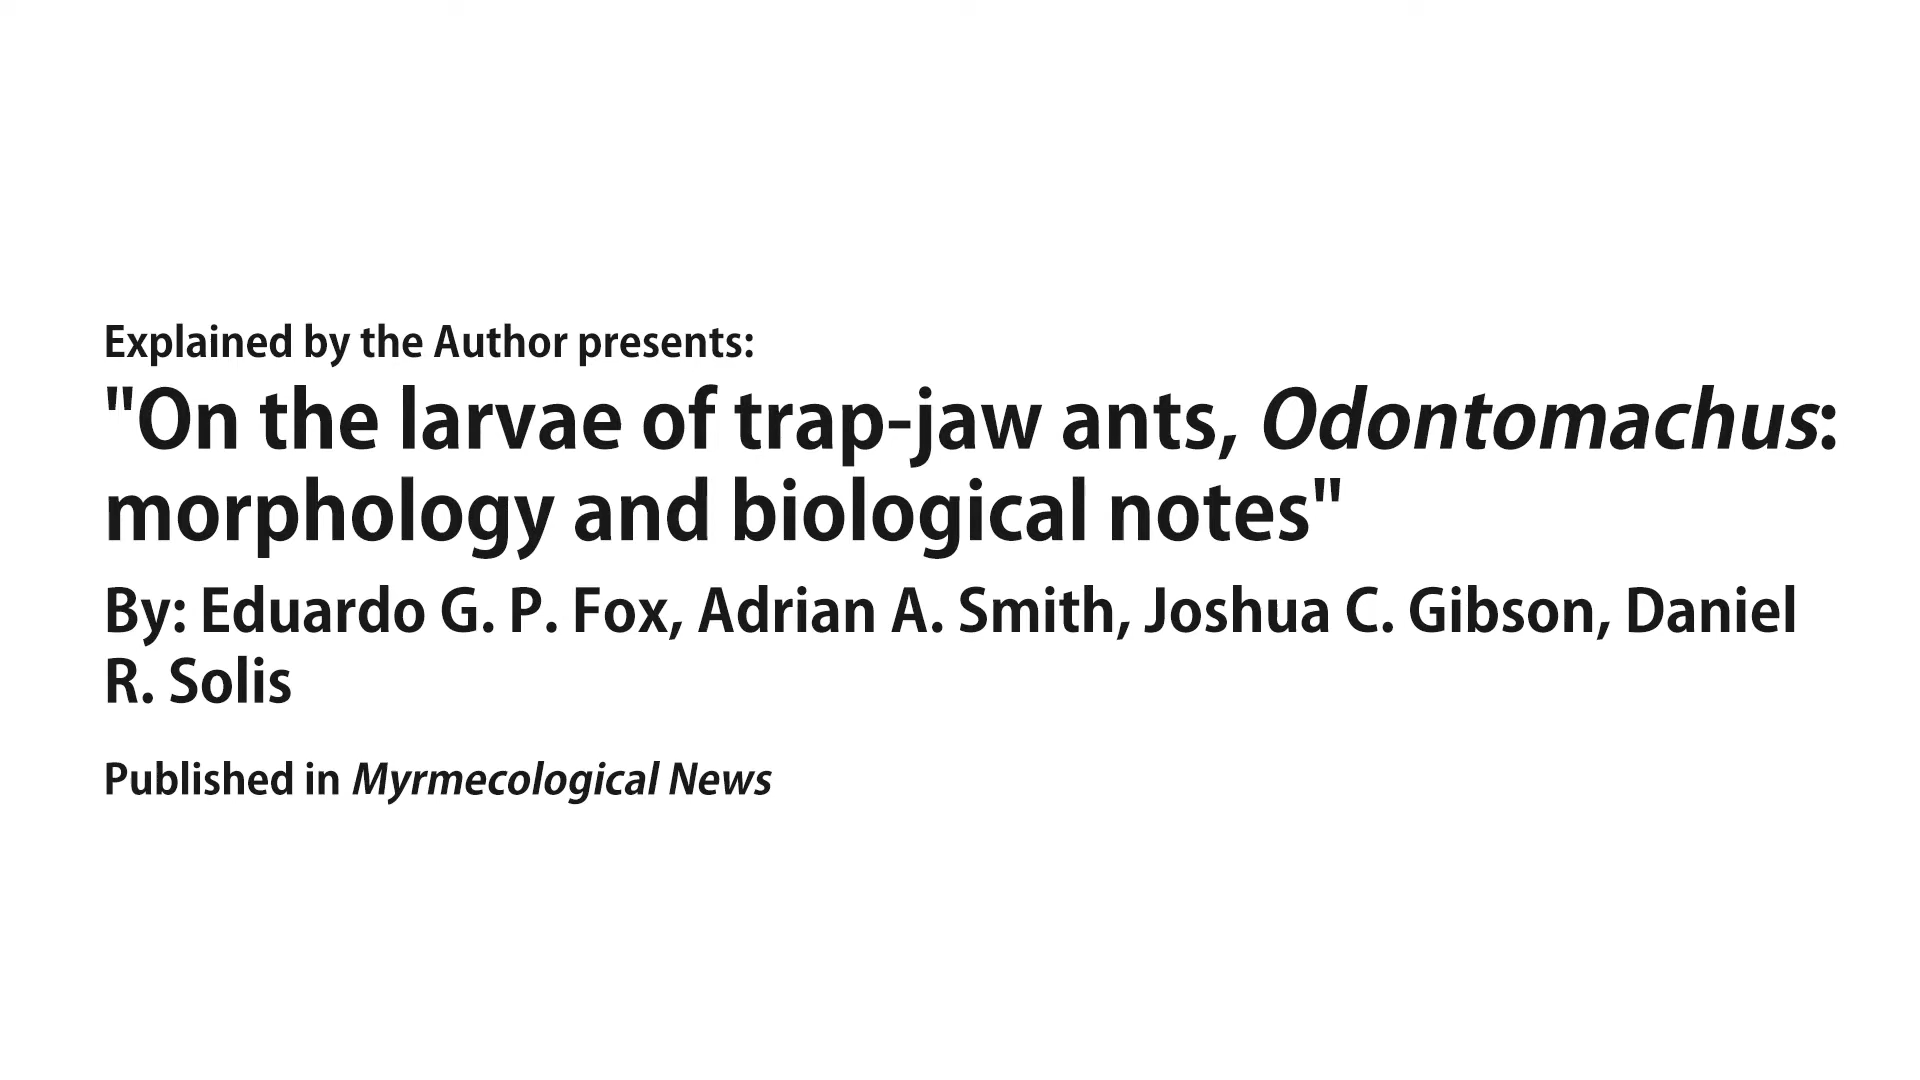 Explained by the Author presents:
"On the larvae of trap-jaw ants, Odontomachus:
morphology and biological notes"
By: Eduardo G. P. Fox, Adrian A. Smith, Joshua C. Gibson, Daniel
R. Solis
Published in Myrmecological News